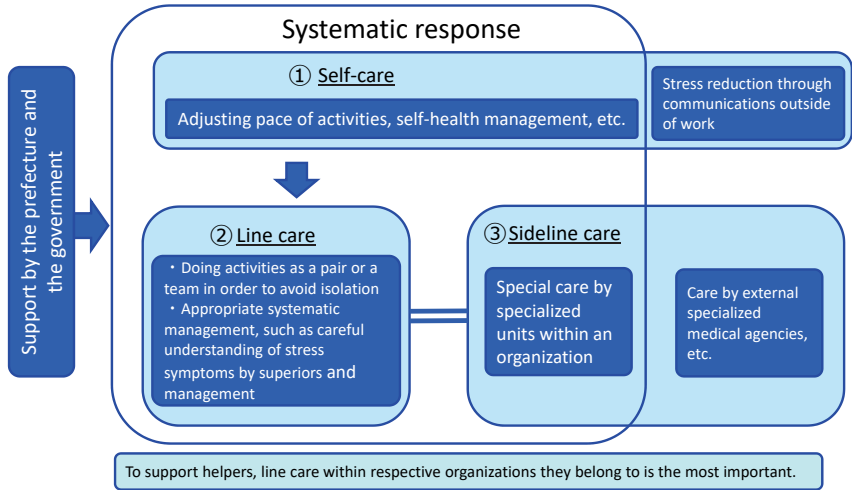 Systematic response
Support by the prefecture and
the government
① Self-care
Adjusting pace of activities, self-health management, etc.
Stress reduction through
communications outside
of work
② Line care
・Doing activities as a pair or a
team in order to avoid isolation
・Appropriate systematic
management, such as careful
understanding of stress
symptoms by superiors and
management
③ Sideline care
Special care by
specialized
units within an
organization
Care by external
specialized
medical agencies,
etc.
To support helpers, line care within respective organizations they belong to is the most important.